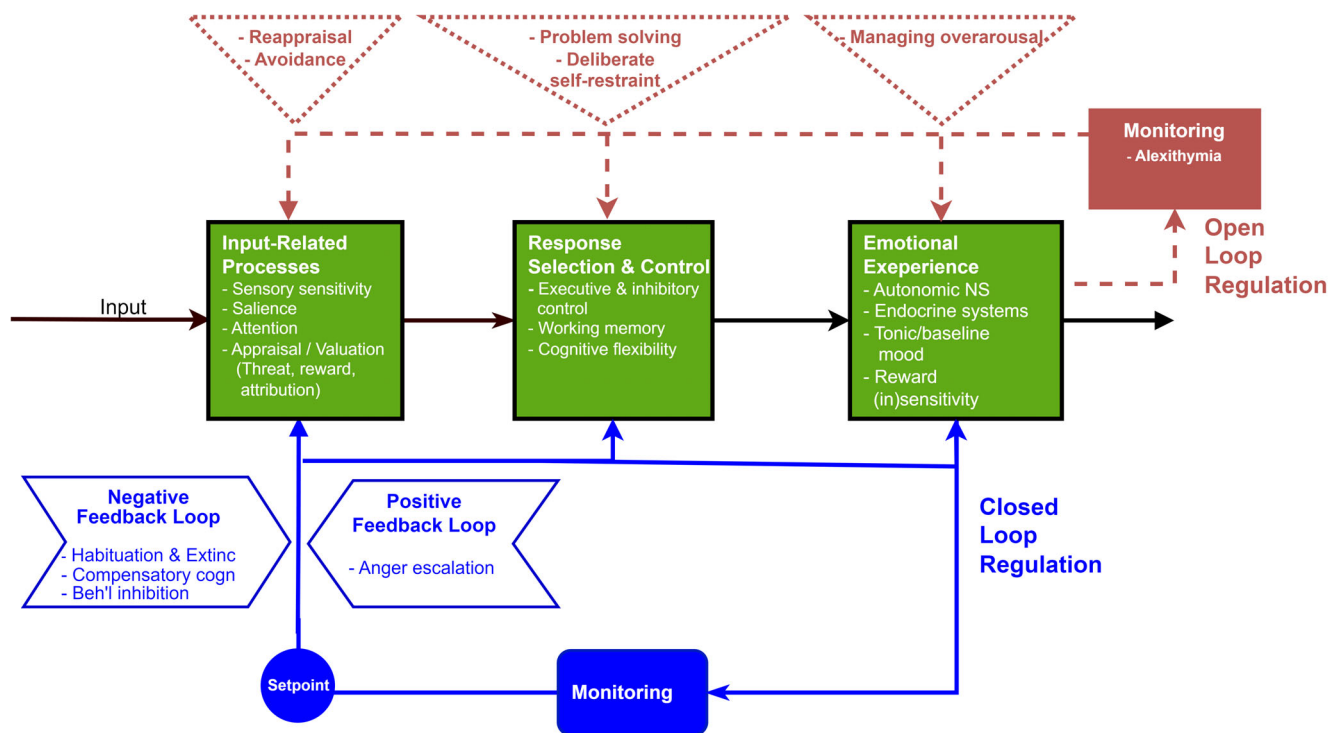 - Reappraisal
- Avoidance
- Problem solving
- Deliberate
self-restraint
- Managing overarousal
Monitoring
- Alexithymia
Open
Loop
Regulation
Input
Input-Related
Processes
- Sensory sensitivity
- Salience
- Attention
- Appraisal / Valuation
(Threat, reward,
attribution)
Response
Selection & Control
- Executive & inhibitory
control
- Working memory
- Cognitive flexibility
Emotional
Exeperience
- Autonomic NS
- Endocrine systems
- Tonic/baseline
mood
- Reward
(in)sensitivity
Negative
Feedback Loop
- Habituation & Extinc
- Compensatory cogn
- Beh'l inhibition
Positive
Feedback Loop
- Anger escalation
Closed
Loop
Regulation
Setpoint
Monitoring